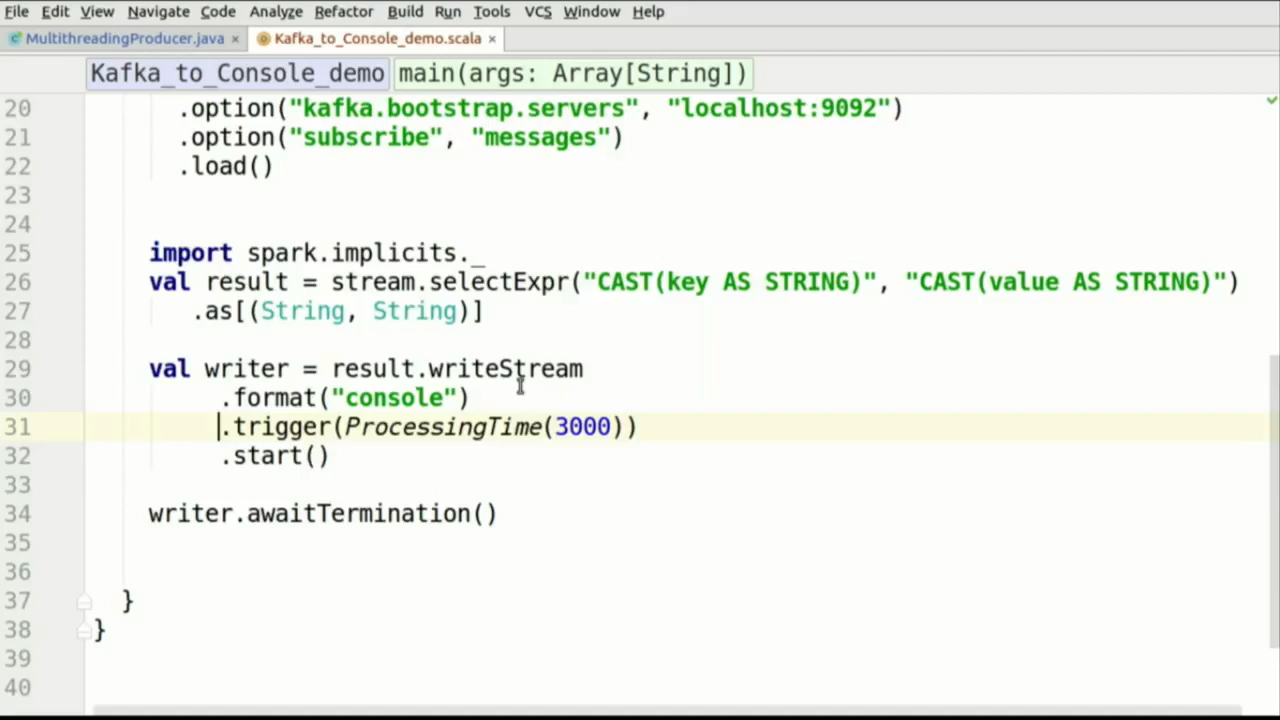 File Edit View Navigate Code Analyze Refactor Build Run Tools VCS Window Help
MultithreadingProducer.java × Kafka_to_Console_demo.scala ×
Kafka_to_Console_demo main(args: Array[String])
20 .option("kafka.bootstrap.servers", "localhost:9092")
21 .option("subscribe", "messages")
22 .load()
23
24
25 import spark.implicits._
26 val result = stream.selectExpr("CAST(key AS STRING)", "CAST(value AS STRING)")
27 .as[(String, String)]
28
29 val writer = result.writeStream
30 .format("console")
31 .trigger(ProcessingTime(3000))
32 .start()
33
34 writer.awaitTermination()
35
36
37 }
38 }
39
40